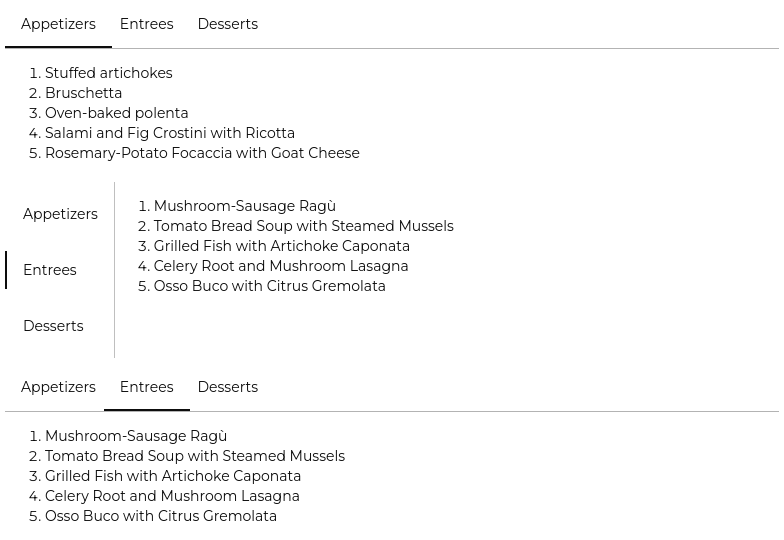 Appetizers Entrees Desserts
1. Stuffed artichokes
2. Bruschetta
3. Oven-baked polenta
4. Salami and Fig Crostini with Ricotta
5. Rosemary-Potato Focaccia with Goat Cheese
Appetizers
Entrees
Desserts
1. Mushroom-Sausage Ragù
2. Tomato Bread Soup with Steamed Mussels
3. Grilled Fish with Artichoke Caponata
4. Celery Root and Mushroom Lasagna
5. Osso Buco with Citrus Gremolata
Appetizers Entrees Desserts
1. Mushroom-Sausage Ragù
2. Tomato Bread Soup with Steamed Mussels
3. Grilled Fish with Artichoke Caponata
4. Celery Root and Mushroom Lasagna
5. Osso Buco with Citrus Gremolata